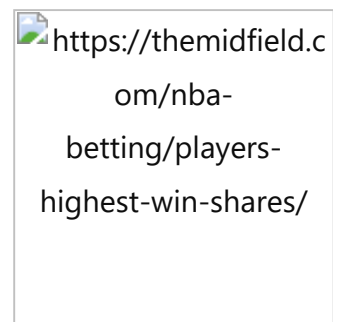 https://themidfield.c
om/nba-
betting/players-
highest-win-shares/